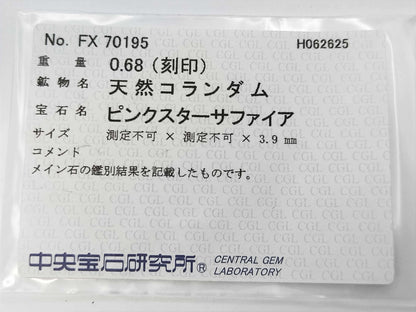 No. FX 70195 H062625
重量 0.68 (刻印)
鉱物名 天然コランダム
宝石名 ピンクスターサファイア
サイズ 測定不可 × 測定不可 × 3.9 mm
コメント
メイン石の鑑別結果を記載したものです。
中央宝石研究所® CENTRAL GEM
LABORATORY